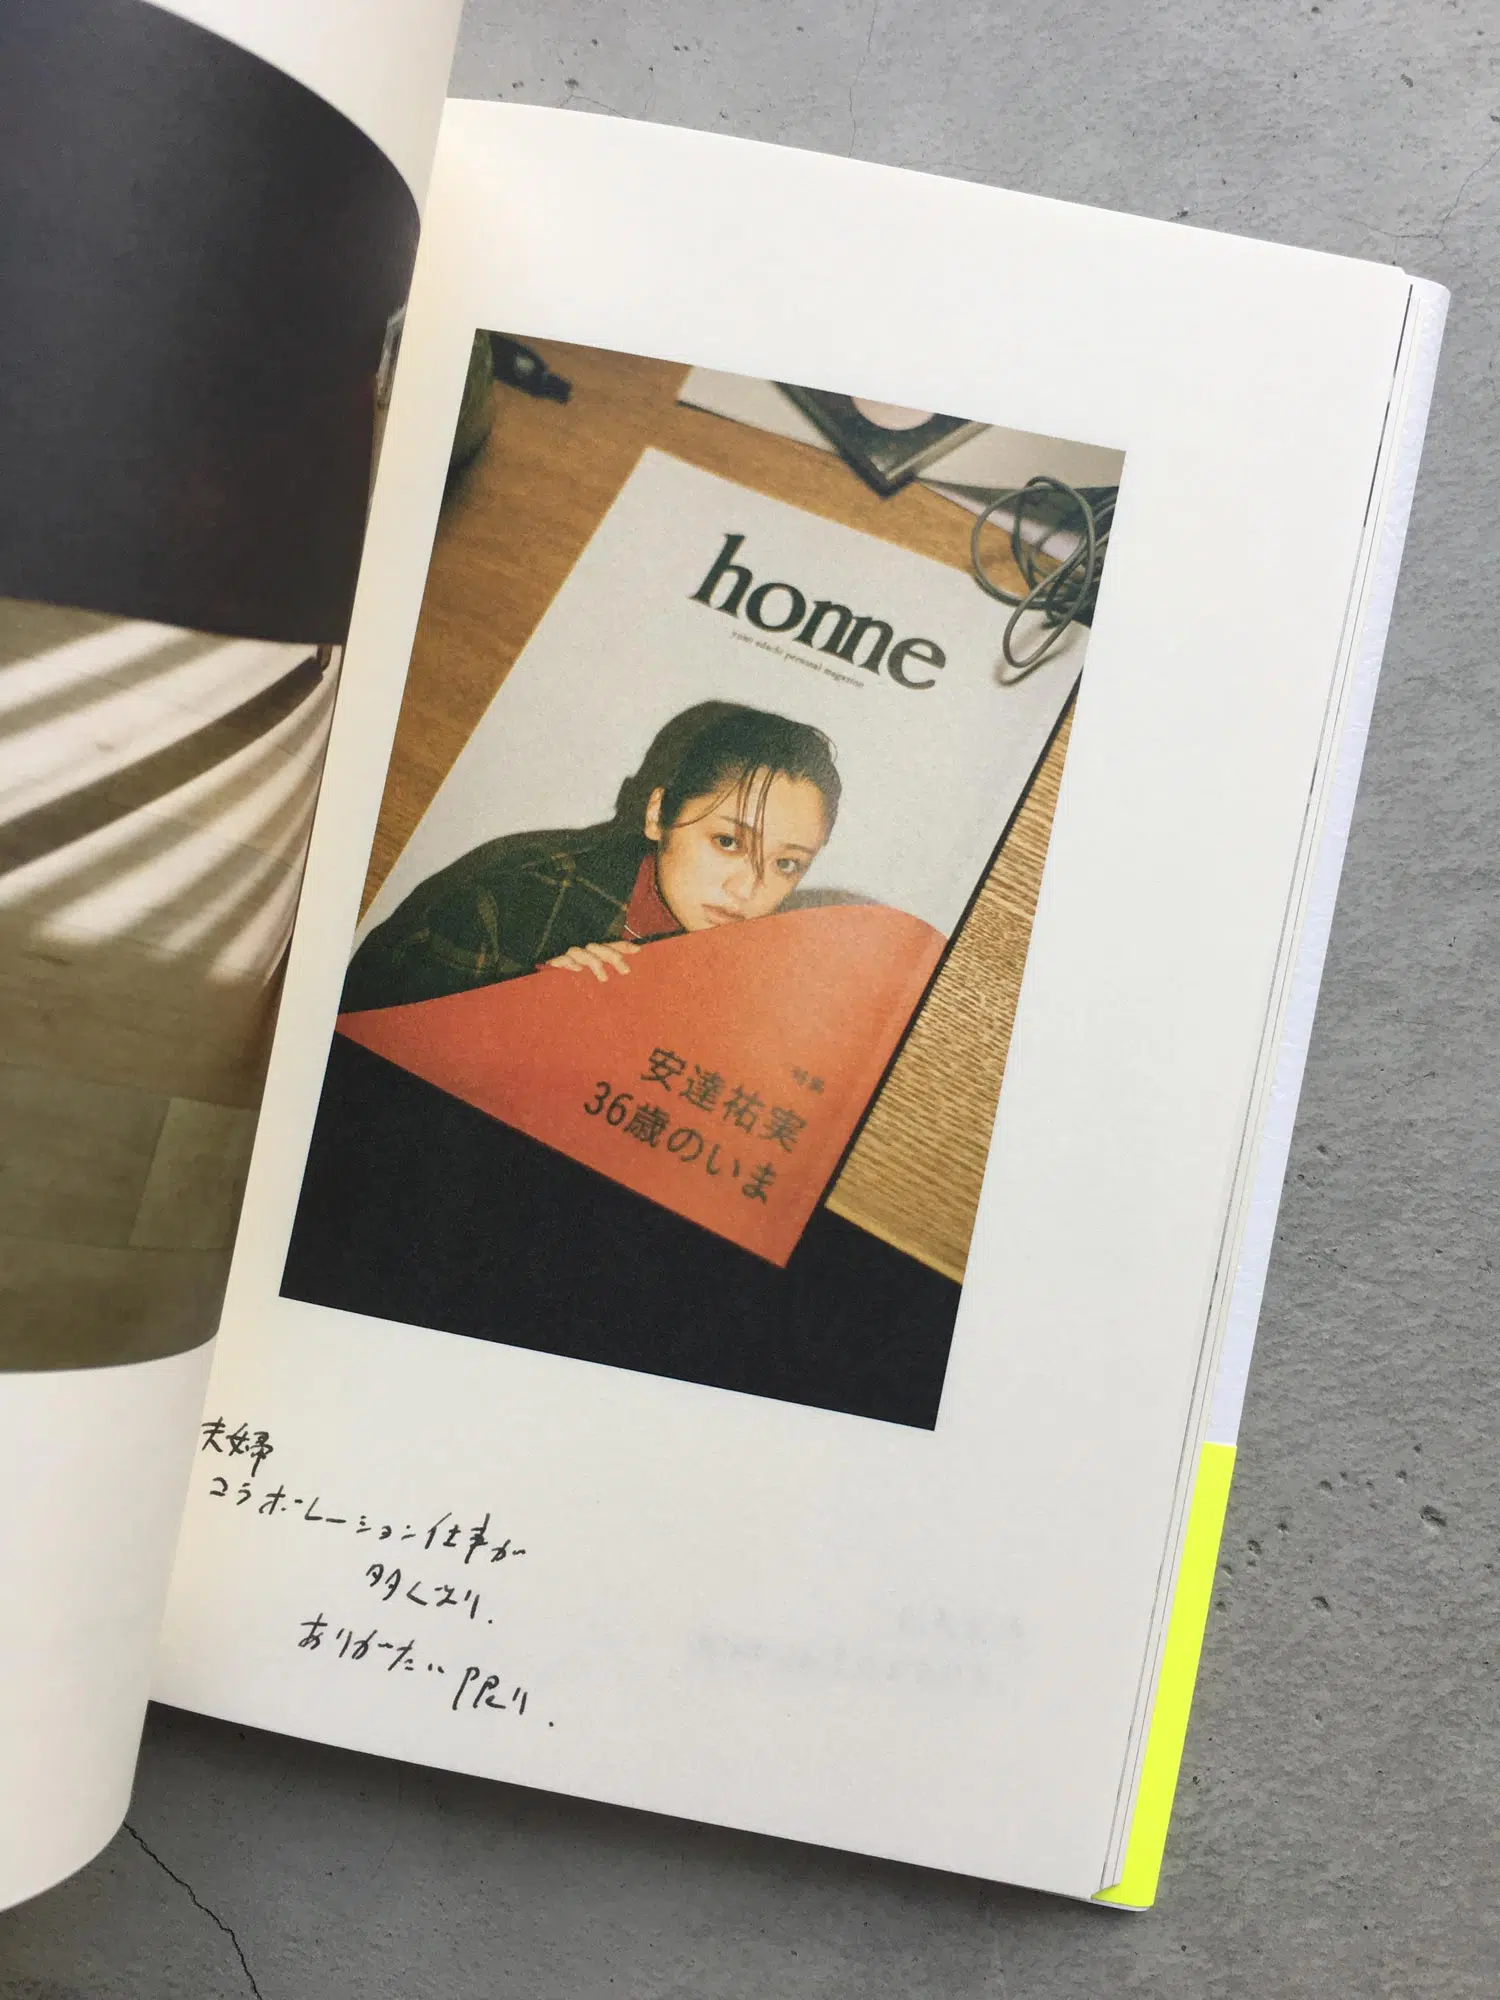 honne
yumi adachi personal magazine
特集
安達祐実
36歳のいま
夫婦
コラボレーション仕事が
多くなり.
ありがたい限り.